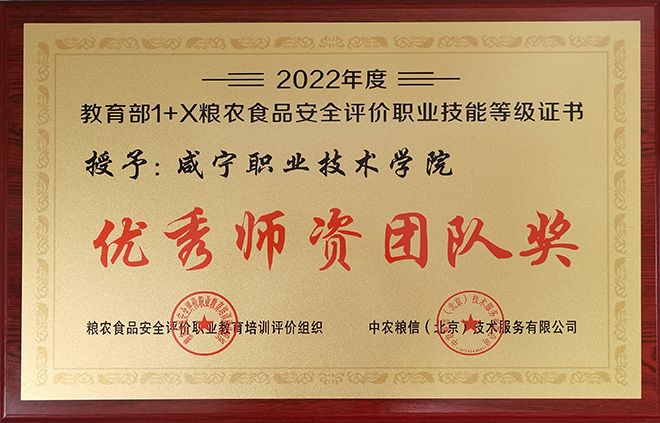 2022年度
教育部1+X粮农食品安全评价职业技能等级证书
授予：咸宁职业技术学院
优秀师资团队奖
粮农食品安全评价职业教育培训评价组织
中农粮信（北京）技术服务有限公司